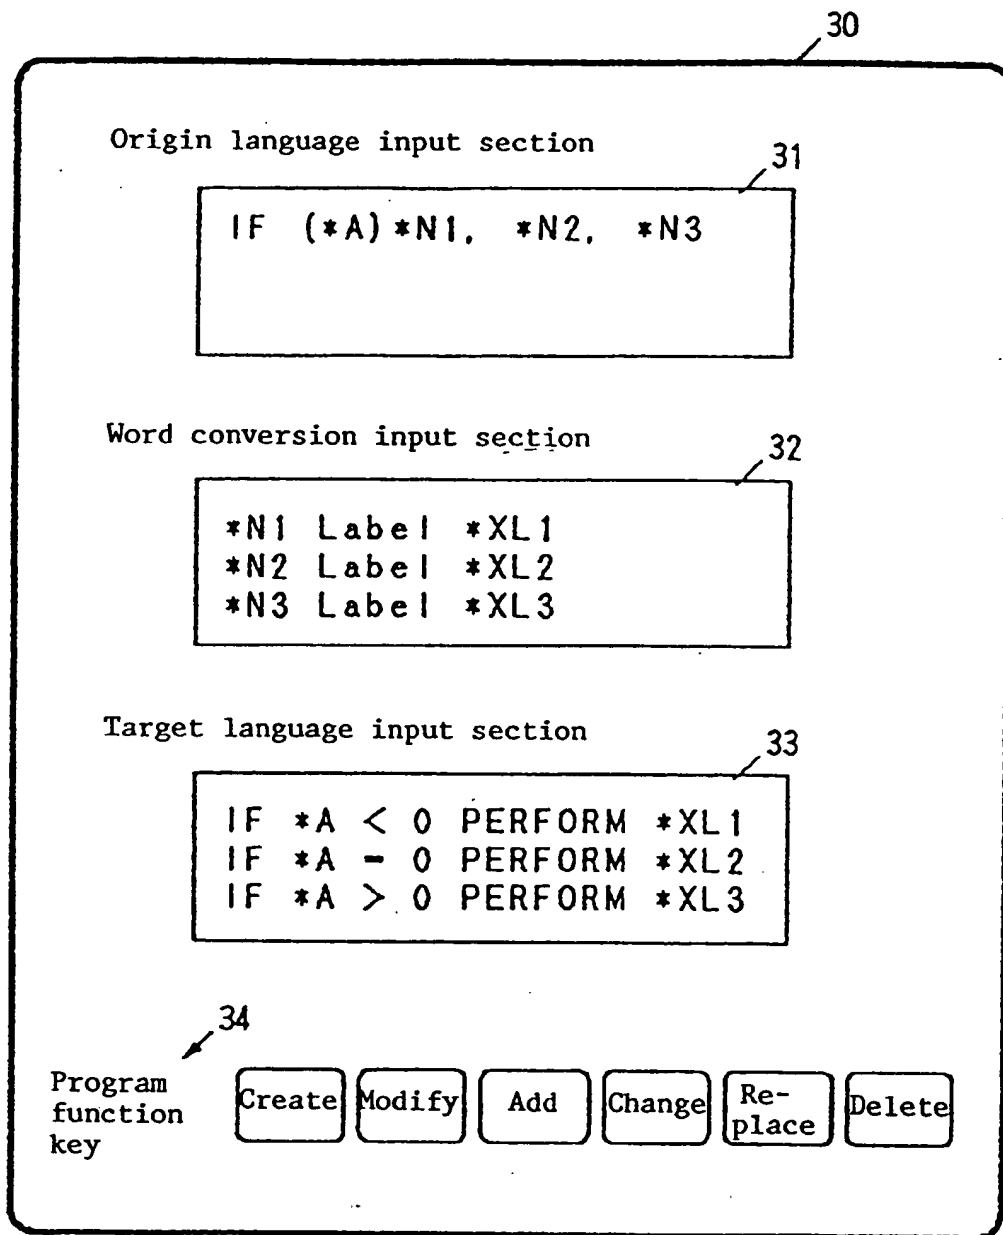 30
Origin language input section
31
IF (*A)*N1, *N2, *N3
Word conversion input section
32
*N1 Label *XL1
*N2 Label *XL2
*N3 Label *XL3
Target language input section
33
IF *A < 0 PERFORM *XL1
IF *A - 0 PERFORM *XL2
IF *A > 0 PERFORM *XL3
34
Program
function
key
Create Modify Add Change Re-
place Delete